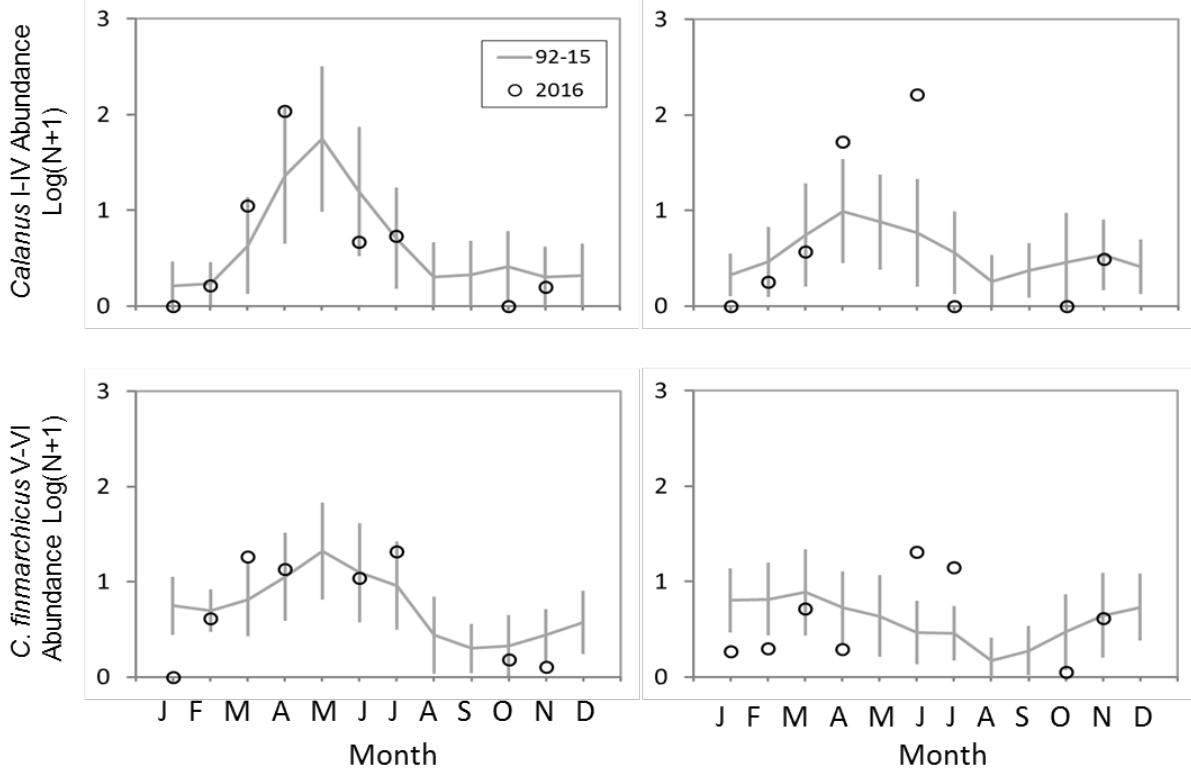 Calanus I-IV Abundance
Log(N+1)
3
2
1
0
92-15
2016
3
2
1
0
C. finmarchicus V-VI
Abundance Log(N+1)
3
2
1
0
J F M A M J J A S O N D
Month
3
2
1
0
J F M A M J J A S O N D
Month